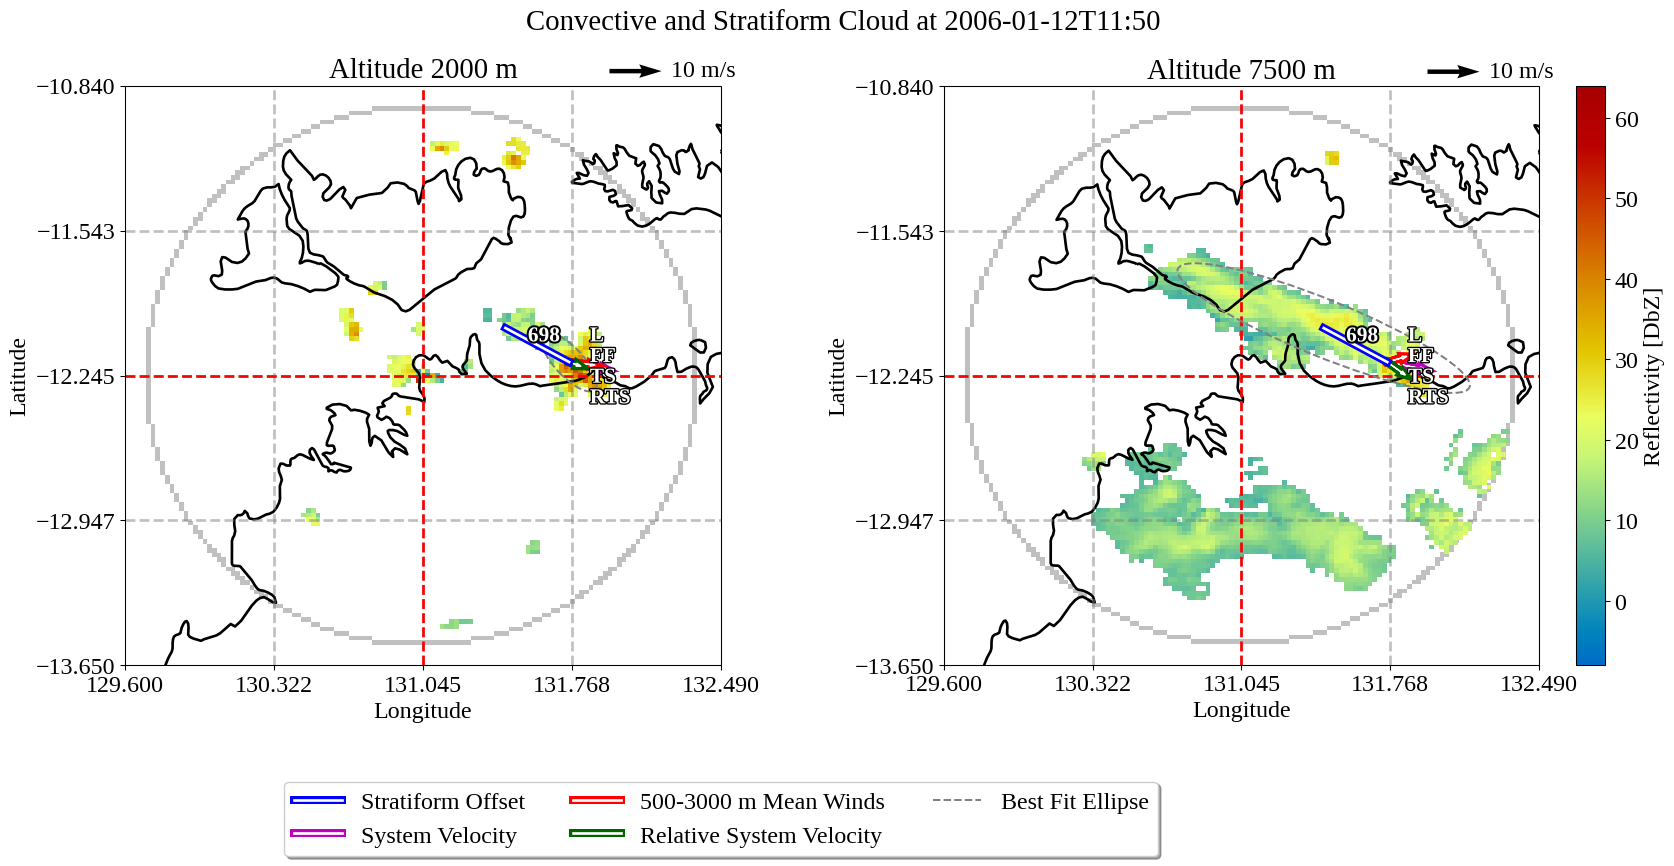 Convective and Stratiform Cloud at 2006-01-12T11:50
Altitude 2000 m
10 m/s
−10.840
−11.543
−12.245
−12.947
−13.650
129.600
130.322
131.045
131.768
132.490
Longitude
Latitude
698
L
FF
TS
RTS
Altitude 7500 m
10 m/s
−10.840
−11.543
−12.245
−12.947
−13.650
129.600
130.322
131.045
131.768
132.490
Longitude
Latitude
698
L
FF
TS
RTS
60
50
40
30
20
10
0
Reflectivity [DbZ]
Stratiform Offset
System Velocity
500-3000 m Mean Winds
Relative System Velocity
Best Fit Ellipse